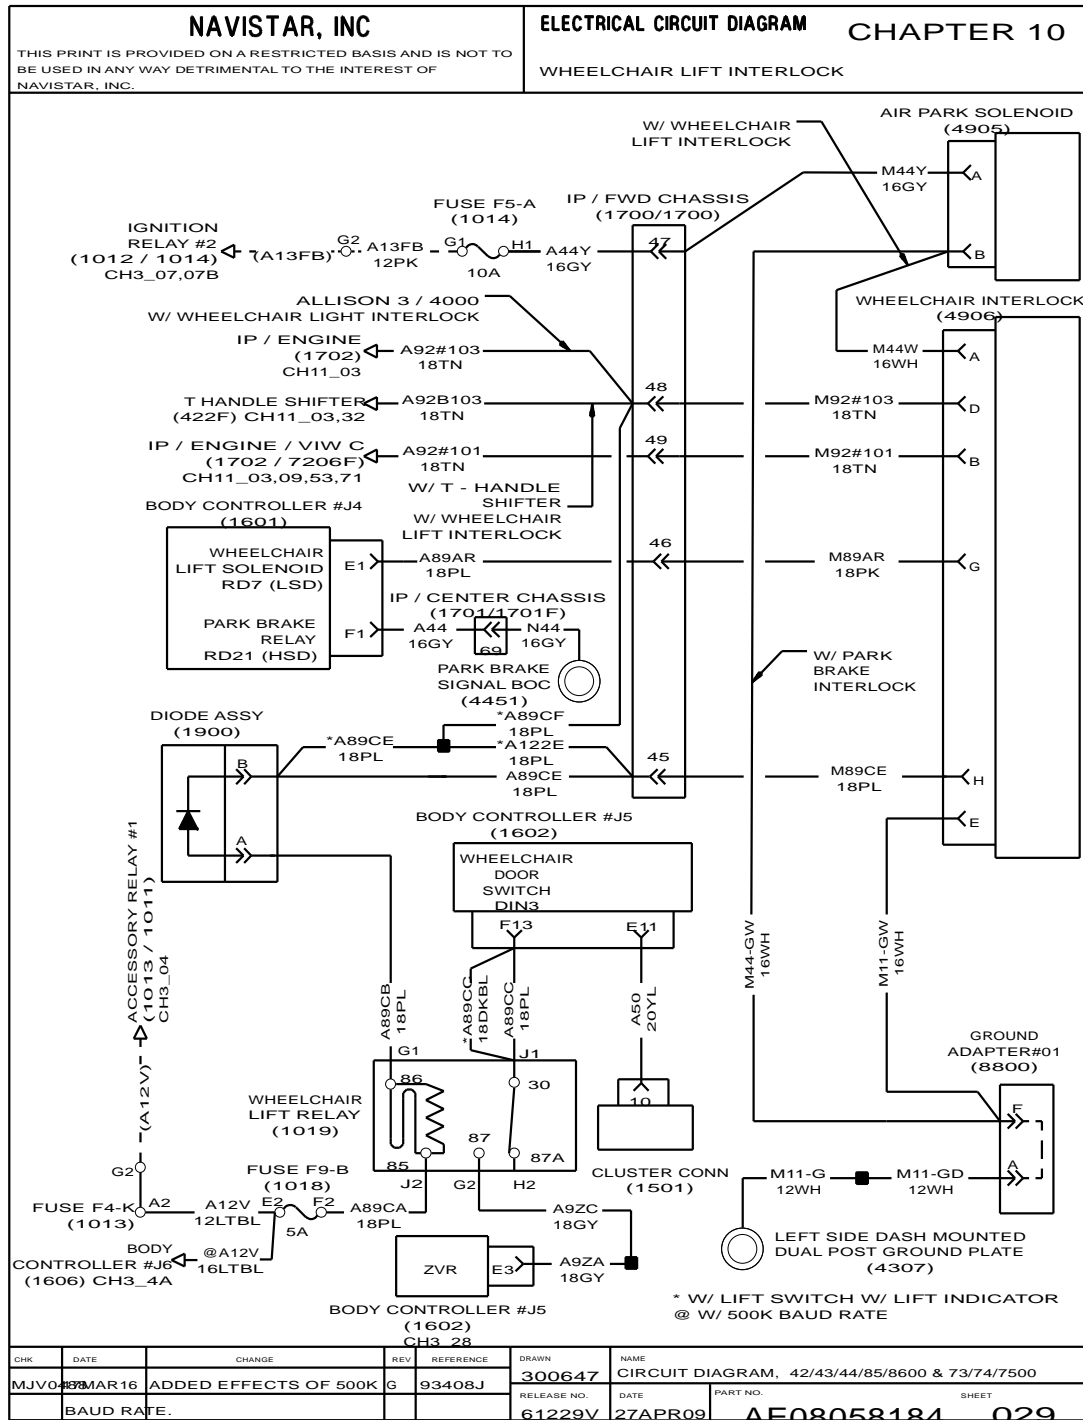 NAVISTAR, INC
THIS PRINT IS PROVIDED ON A RESTRICTED BASIS AND IS NOT TO
BE USED IN ANY WAY DETRIMENTAL TO THE INTEREST OF
NAVISTAR, INC.
ELECTRICAL CIRCUIT DIAGRAM
CHAPTER 10
WHEELCHAIR LIFT INTERLOCK
W/ WHEELCHAIR
LIFT INTERLOCK
AIR PARK SOLENOID
(4905)
M44Y
16GY
A
B
FUSE F5-A
(1014)
IP / FWD CHASSIS
(1700/1700)
IGNITION
RELAY #2
(1012 / 1014)
CH3_07,07B
(A13FB)
G2
A13FB
12PK
G1
10A
H1
A44Y
16GY
47
ALLISON 3 / 4000
W/ WHEELCHAIR LIGHT INTERLOCK
WHEELCHAIR INTERLOCK
(4906)
IP / ENGINE
(1702)
CH11_03
A92#103
18TN
M44W
16WH
A
T HANDLE SHIFTER
(422F) CH11_03,32
A92B103
18TN
48
M92#103
18TN
D
IP / ENGINE / VIW C
(1702 / 7206F)
CH11_03,09,53,71
A92#101
18TN
49
M92#101
18TN
B
W/ T - HANDLE
SHIFTER
W/ WHEELCHAIR
LIFT INTERLOCK
BODY CONTROLLER #J4
(1601)
WHEELCHAIR
LIFT SOLENOID
RD7 (LSD)
E1
A89AR
18PL
46
M89AR
18PK
G
IP / CENTER CHASSIS
(1701/1701F)
PARK BRAKE
RELAY
RD21 (HSD)
F1
A44
16GY
69
N44
16GY
PARK BRAKE
SIGNAL BOC
(4451)
W/ PARK
BRAKE
INTERLOCK
DIODE ASSY
(1900)
B
A
*A89CE
18PL
*A89CF
18PL
*A122E
18PL
A89CE
18PL
45
M89CE
18PL
H
E
BODY CONTROLLER #J5
(1602)
WHEELCHAIR
DOOR
SWITCH
DIN3
F13
E11
ACCESSORY RELAY #1
(1013 / 1011)
CH3_04
(A12V)
A89CB
18PL
*A89CC
18DKBL
A89CC
18PL
A50
20YL
M44-GW
16WH
M11-GW
16WH
G1
J1
86
30
87
85
87A
J2
G2
H2
WHEELCHAIR
LIFT RELAY
(1019)
10
CLUSTER CONN
(1501)
GROUND
ADAPTER#01
(8800)
F
A
M11-G
12WH
M11-GD
12WH
G2
FUSE F4-K
(1013)
A2
A12V
12LTBL
FUSE F9-B
(1018)
E2
F2
5A
A89CA
18PL
A9ZC
18GY
BODY
CONTROLLER #J6
(1606) CH3_4A
@A12V
16LTBL
ZVR
E3
A9ZA
18GY
BODY CONTROLLER #J5
(1602)
CH3_28
LEFT SIDE DASH MOUNTED
DUAL POST GROUND PLATE
(4307)
* W/ LIFT SWITCH W/ LIFT INDICATOR
@ W/ 500K BAUD RATE
CHK
DATE
CHANGE
REV
REFERENCE
DRAWN
NAME
ADDED EFFECTS OF 500K
G
93408J
300647
CIRCUIT DIAGRAM, 42/43/44/85/8600 & 73/74/7500
BAUD RATE.
RELEASE NO.
61229V
DATE
27APR09
PART NO.
AE08058184
SHEET
029